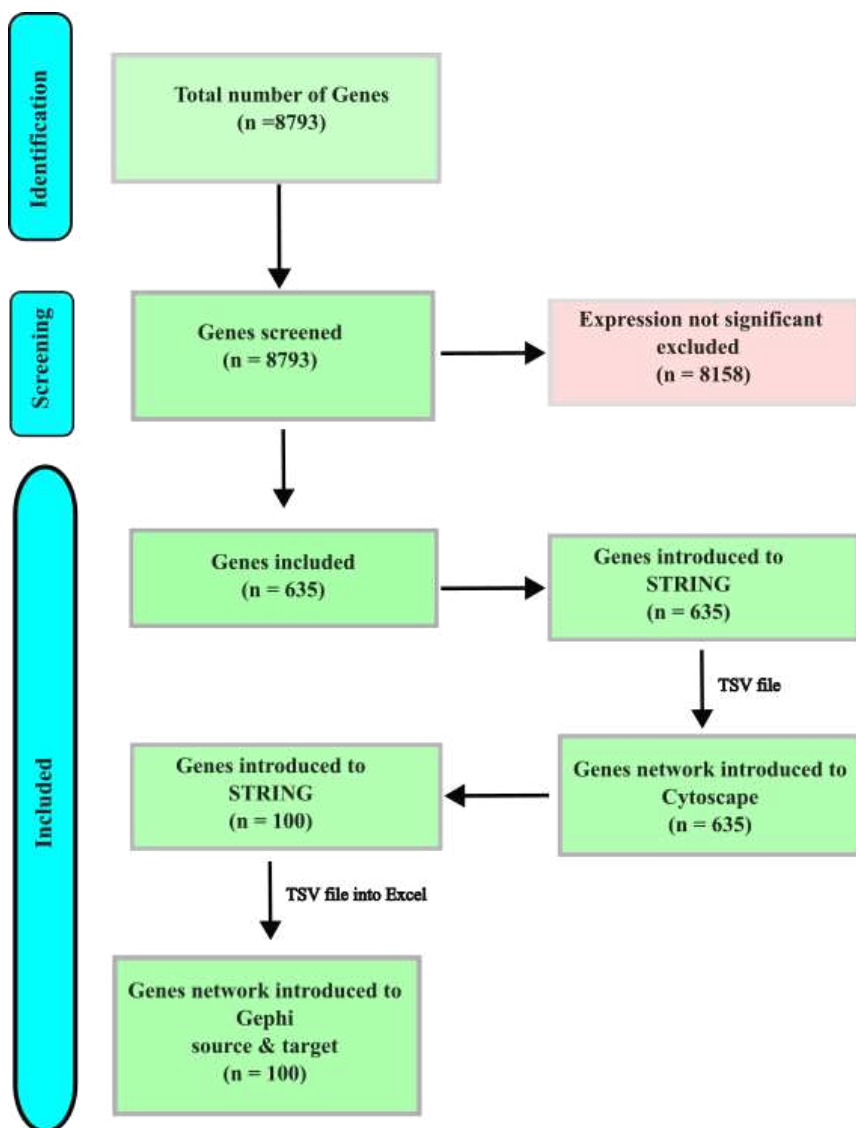 Identification
Total number of Genes
(n =8793)
Screening
Genes screened
(n = 8793)
Expression not significant
excluded
(n = 8158)
Included
Genes included
(n = 635)
Genes introduced to
STRING
(n = 635)
TSV file
Genes network introduced to
Cytoscape
(n = 635)
Genes introduced to
STRING
(n = 100)
TSV file into Excel
Genes network introduced to
Gephi
source & target
(n = 100)